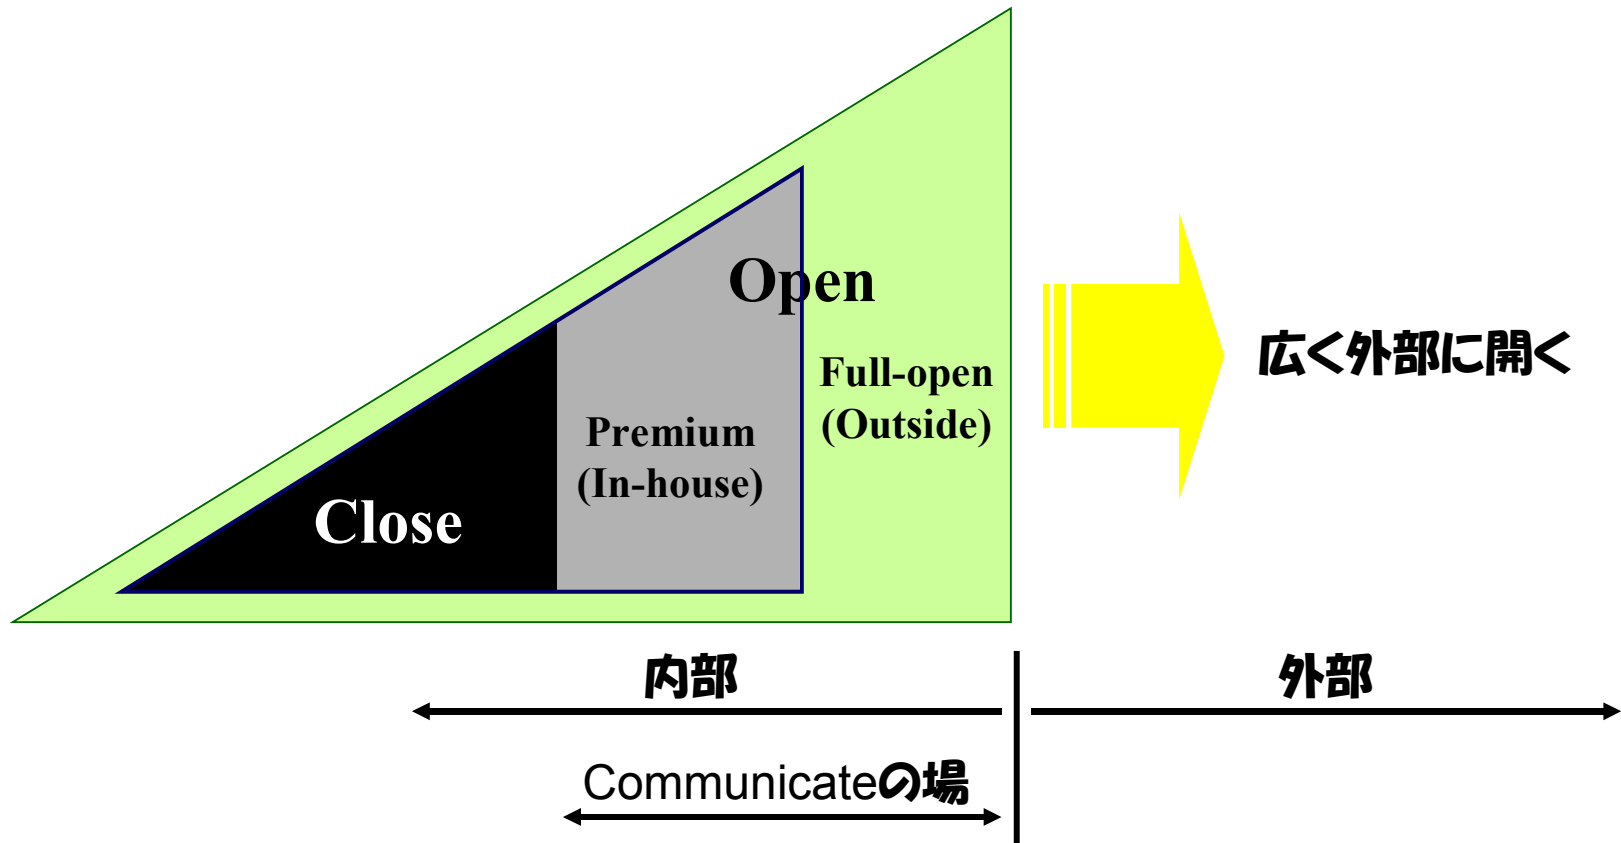 Open
Full-open
(Outside)
Premium
(In-house)
Close
広く外部に開く
内部
外部
Communicateの場